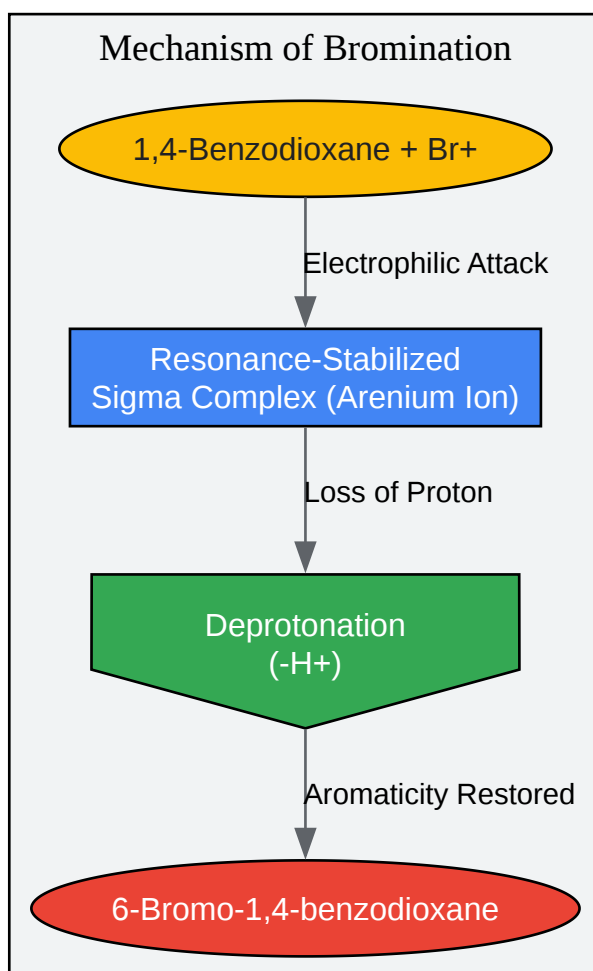 Mechanism of Bromination
1,4-Benzodioxane + Br+
Electrophilic Attack
Resonance-Stabilized
Sigma Complex (Arenium Ion)
Loss of Proton
Deprotonation
(-H+)
Aromaticity Restored
6-Bromo-1,4-benzodioxane